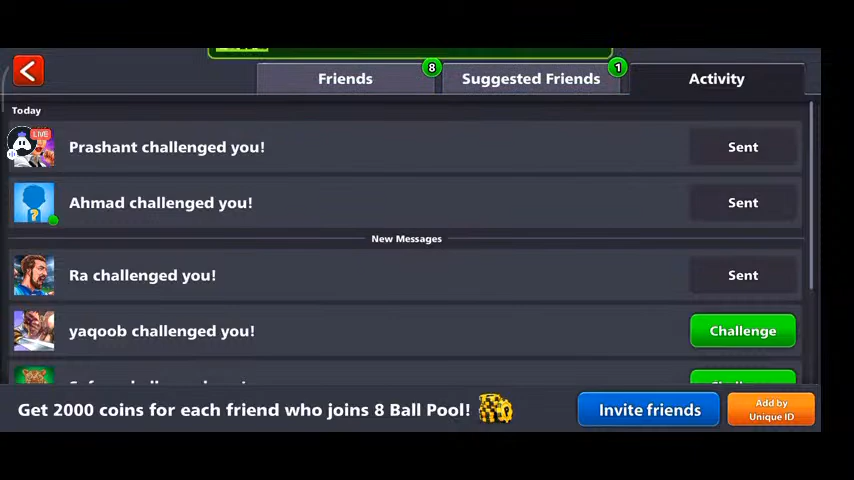 Friends
8
Suggested Friends
1
Activity
Today
LIVE
Prashant challenged you!
Sent
Ahmad challenged you!
Sent
New Messages
Ra challenged you!
Sent
yaqoob challenged you!
Challenge
Get 2000 coins for each friend who joins 8 Ball Pool!
Invite friends
Add by
Unique ID